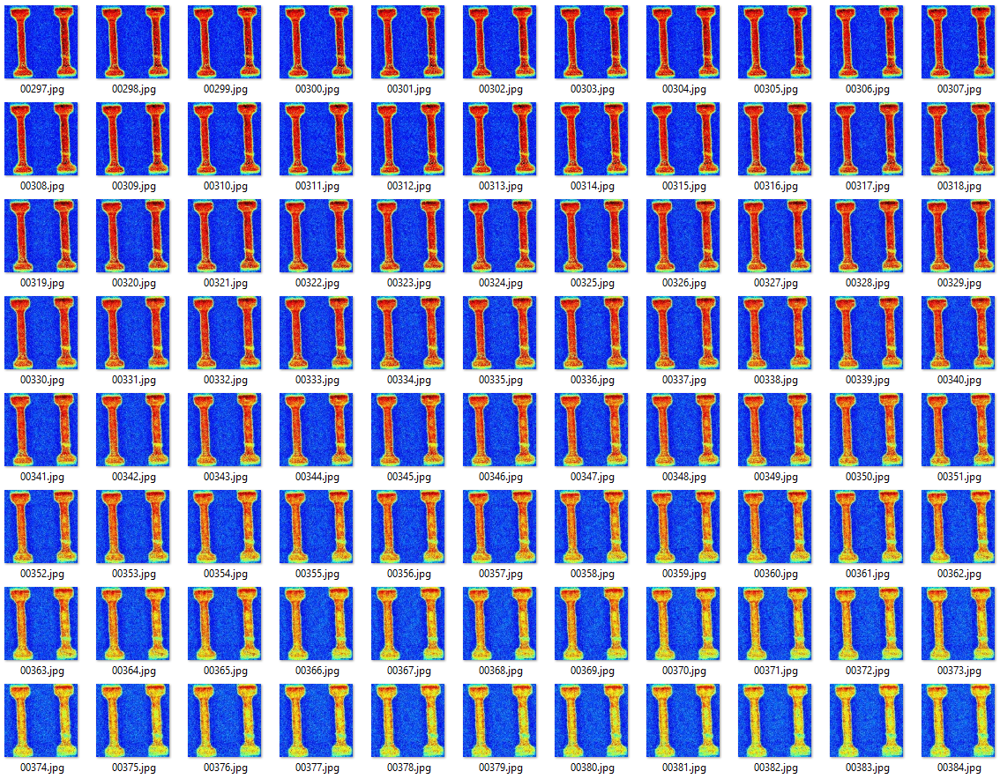 00297.jpg 00298.jpg 00299.jpg 00300.jpg 00301.jpg 00302.jpg 00303.jpg 00304.jpg 00305.jpg 00306.jpg 00307.jpg
00308.jpg 00309.jpg 00310.jpg 00311.jpg 00312.jpg 00313.jpg 00314.jpg 00315.jpg 00316.jpg 00317.jpg 00318.jpg
00319.jpg 00320.jpg 00321.jpg 00322.jpg 00323.jpg 00324.jpg 00325.jpg 00326.jpg 00327.jpg 00328.jpg 00329.jpg
00330.jpg 00331.jpg 00332.jpg 00333.jpg 00334.jpg 00335.jpg 00336.jpg 00337.jpg 00338.jpg 00339.jpg 00340.jpg
00341.jpg 00342.jpg 00343.jpg 00344.jpg 00345.jpg 00346.jpg 00347.jpg 00348.jpg 00349.jpg 00350.jpg 00351.jpg
00352.jpg 00353.jpg 00354.jpg 00355.jpg 00356.jpg 00357.jpg 00358.jpg 00359.jpg 00360.jpg 00361.jpg 00362.jpg
00363.jpg 00364.jpg 00365.jpg 00366.jpg 00367.jpg 00368.jpg 00369.jpg 00370.jpg 00371.jpg 00372.jpg 00373.jpg
00374.jpg 00375.jpg 00376.jpg 00377.jpg 00378.jpg 00379.jpg 00380.jpg 00381.jpg 00382.jpg 00383.jpg 00384.jpg